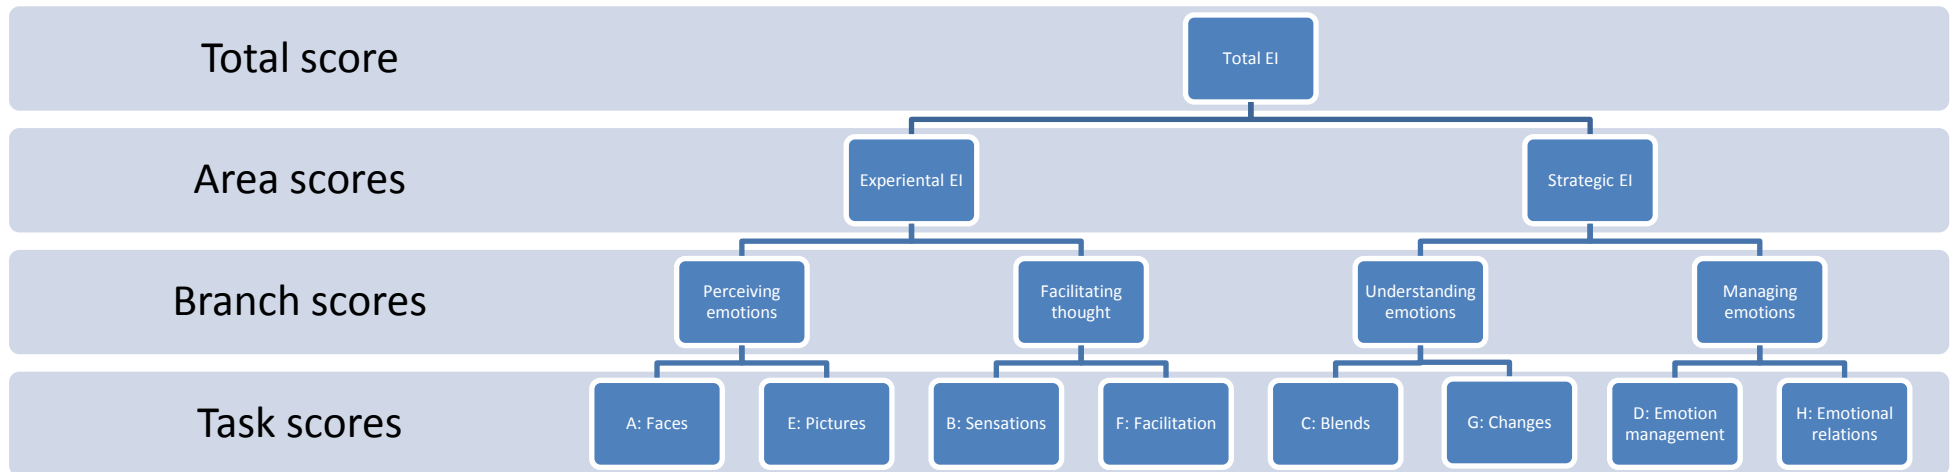 Total score
Total EI
Area scores
Experiental EI
Strategic EI
Branch scores
Perceiving
emotions
Facilitating
thought
Understanding
emotions
Managing
emotions
Task scores
A: Faces
E: Pictures
B: Sensations
F: Facilitation
C: Blends
G: Changes
D: Emotion
management
H: Emotional
relations